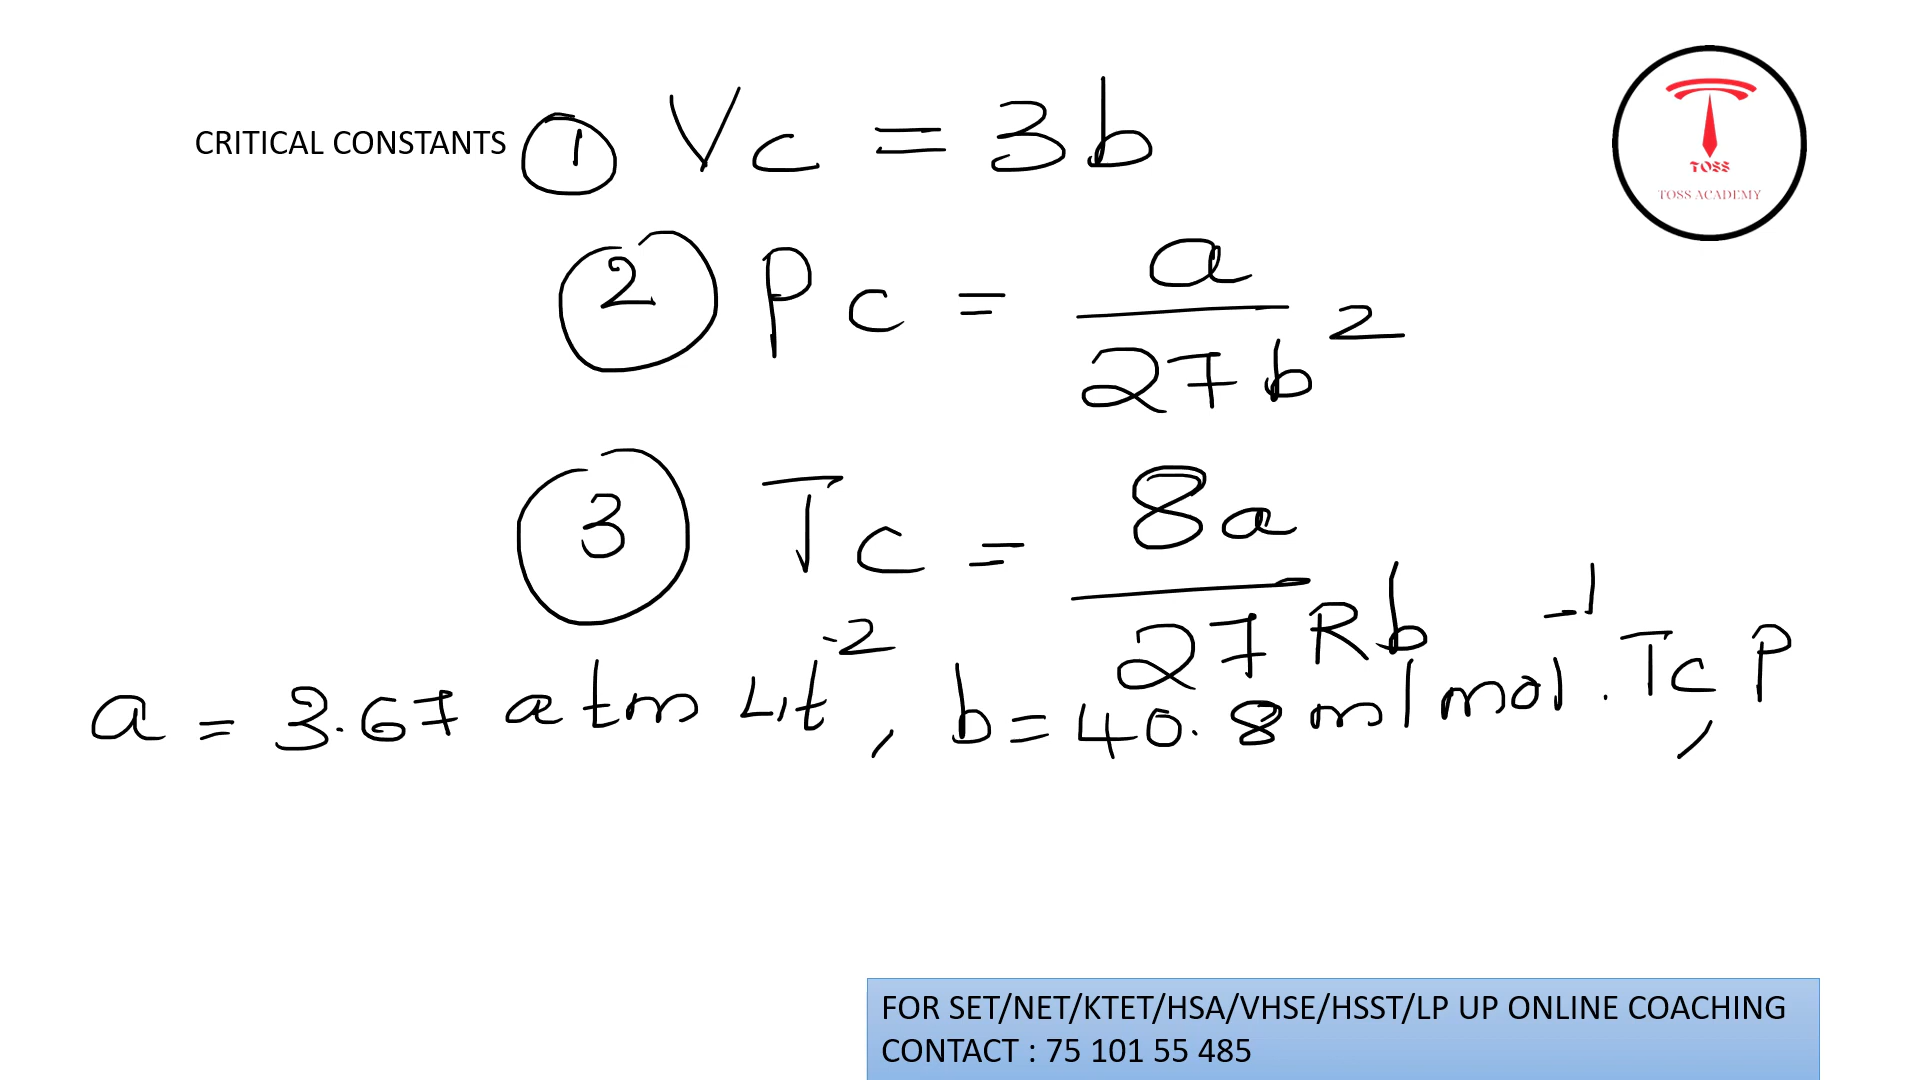 CRITICAL CONSTANTS ① Vc = 3b
TOSS
TOSS ACADEMY
② Pc = a / 27b²
③ Tc = 8a / 27Rb
a = 3.67 atm Lit⁻², b = 40.8 ml mol⁻¹. Tc, P
FOR SET/NET/KTET/HSA/VHSE/HSST/LP UP ONLINE COACHING
CONTACT : 75 101 55 485